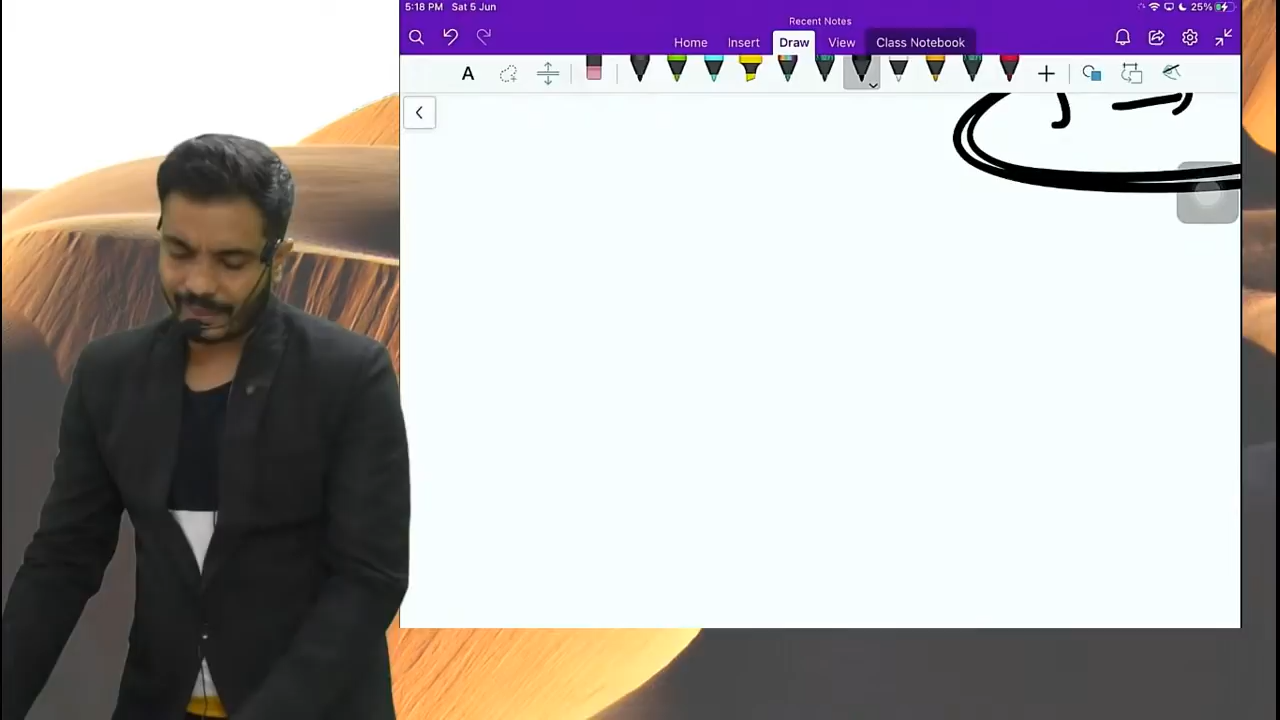 5:18 PM Sat 5 Jun 25%
Recent Notes
Home Insert Draw View Class Notebook
A